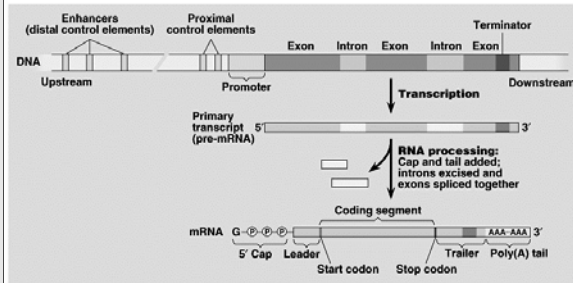 Enhancers
(distal control elements)
Proximal
control elements
Terminator
Exon Intron Exon Intron Exon
DNA
Upstream
Promoter
Downstream
Transcription
Primary
transcript
(pre-mRNA)
5′
3′
RNA processing:
Cap and tail added;
introns excised and
exons spliced together
Coding segment
mRNA
G P P P
AAA-AAA 3′
5′ Cap Leader
Start codon
Stop codon
Trailer Poly(A) tail